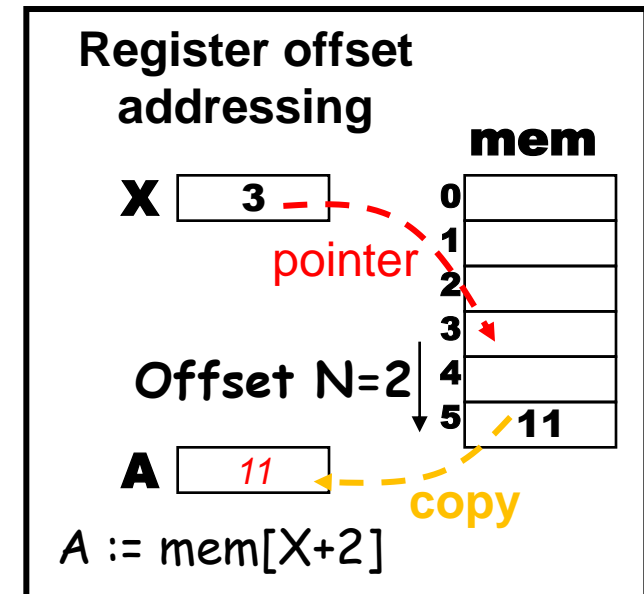 Register offset
addressing
mem
X 3
0
1
pointer
2
3
Offset N=2
4
5 11
A 11
copy
A := mem[X+2]